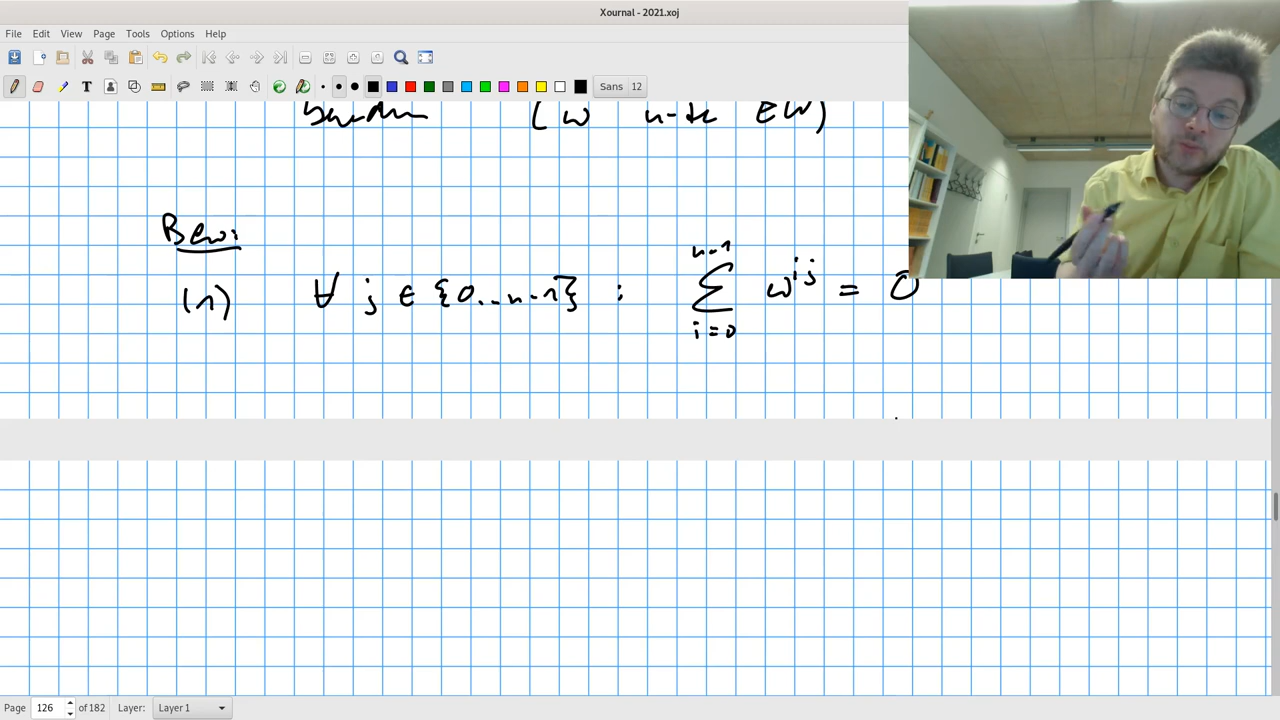 Xournal - 2021.xoj
File Edit View Page Tools Options Help
Sans 12
(ω n-te EW)
Bew:
(1) ∀ j ∈ {0..n-1} : n-1 ∑ i=0 ω^ij = 0
Page 126 of 182 Layer: Layer 1